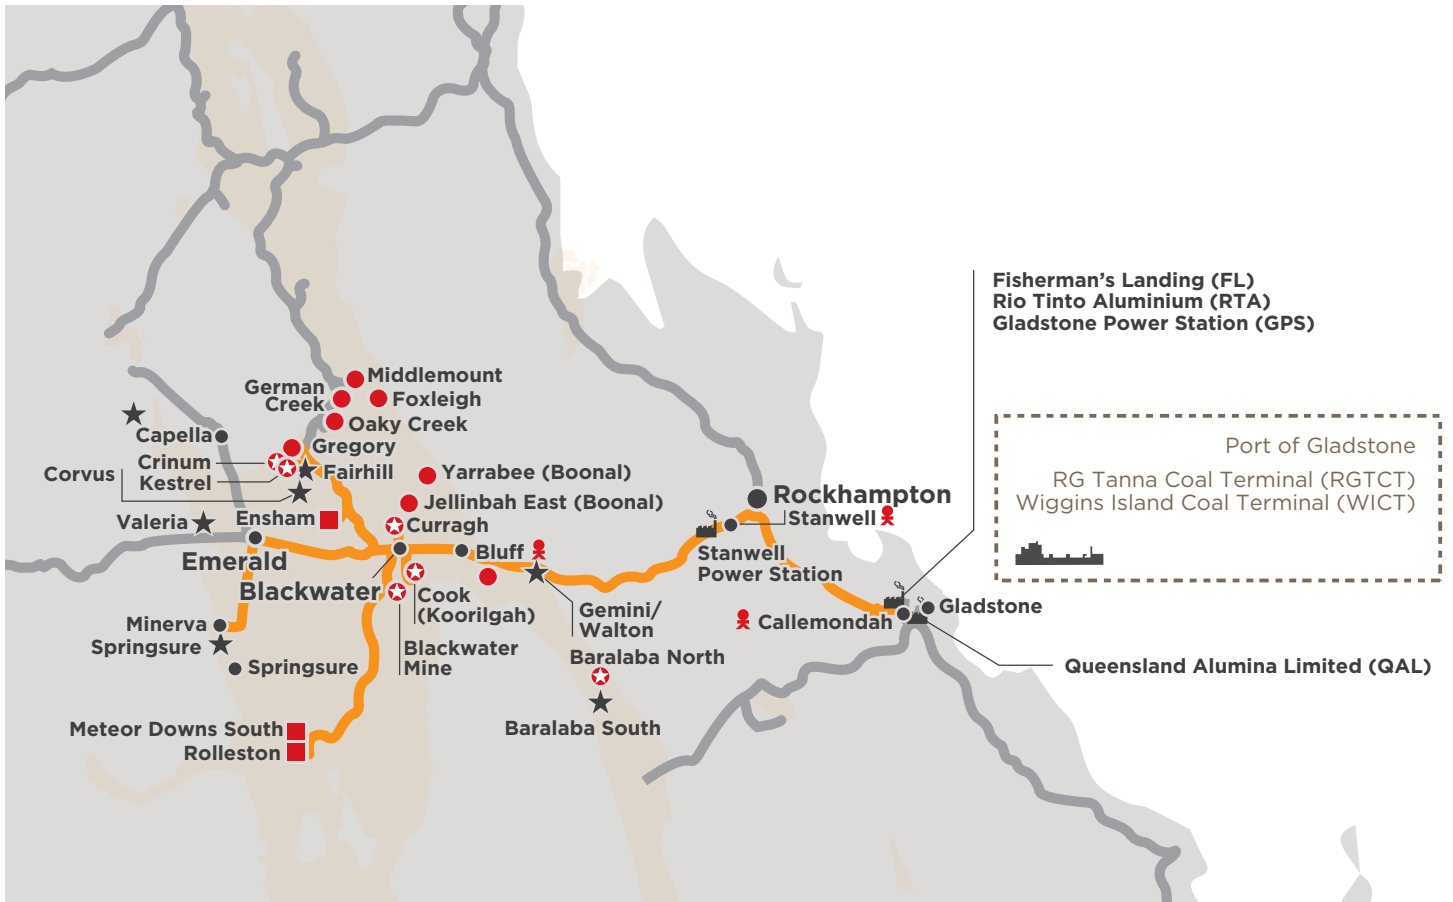 Fisherman's Landing (FL)
Rio Tinto Aluminium (RTA)
Gladstone Power Station (GPS)
Middlemount
German
Creek
Foxleigh
Oaky Creek
Capella
Gregory
Crinum
Kestrel
Corvus
Fairhill
Yarrabee (Boonal)
Port of Gladstone
RG Tanna Coal Terminal (RGTCT)
Wiggins Island Coal Terminal (WICT)
Jellinbah East (Boonal)
Rockhampton
Valeria
Ensham
Curragh
Stanwell
Emerald
Bluff
Stanwell
Power Station
Blackwater
Cook
(Koorilgah)
Gemini/
Walton
Gladstone
Callemondah
Minerva
Springsure
Springsure
Blackwater
Mine
Baralaba North
Queensland Alumina Limited (QAL)
Baralaba South
Meteor Downs South
Rolleston